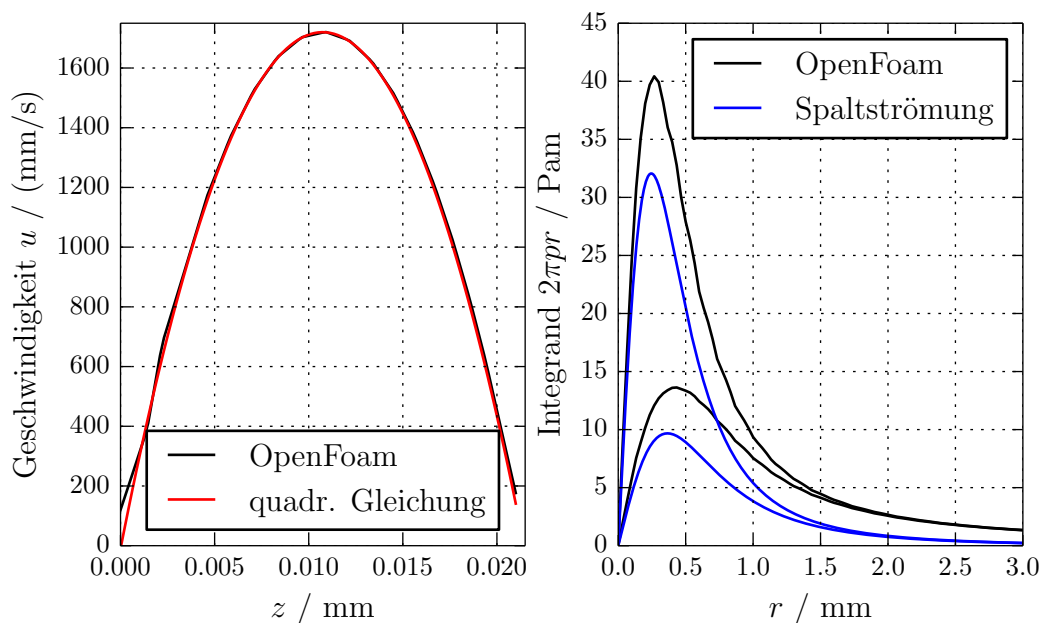 Geschwindigkeit u / (mm/s)
1600
1400
1200
1000
800
600
400
200
0
0.000 0.005 0.010 0.015 0.020
z / mm
OpenFoam
quadr. Gleichung
Integrand 2πpr / Pam
45
40
35
30
25
20
15
10
5
0
0.0 0.5 1.0 1.5 2.0 2.5 3.0
r / mm
OpenFoam
Spaltströmung